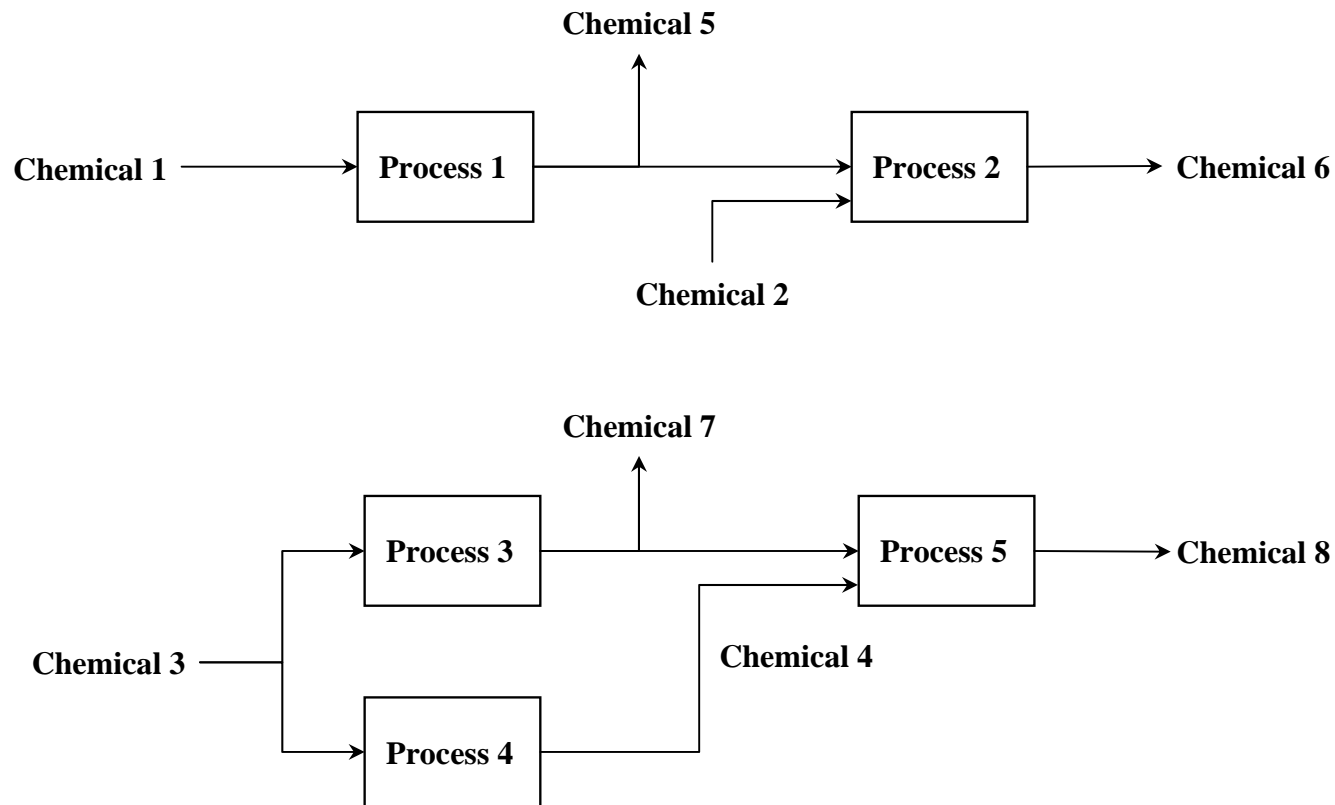 Chemical 5
Chemical 1
Process 1
Process 2
Chemical 6
Chemical 2
Chemical 7
Process 3
Process 5
Chemical 8
Chemical 3
Chemical 4
Process 4